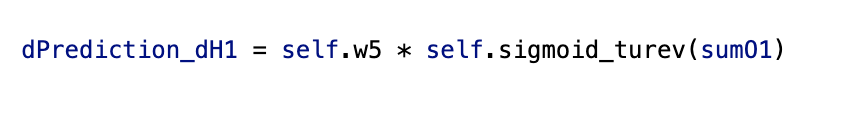 dPrediction_dH1 = self.w5 * self.sigmoid_turev(sumO1)